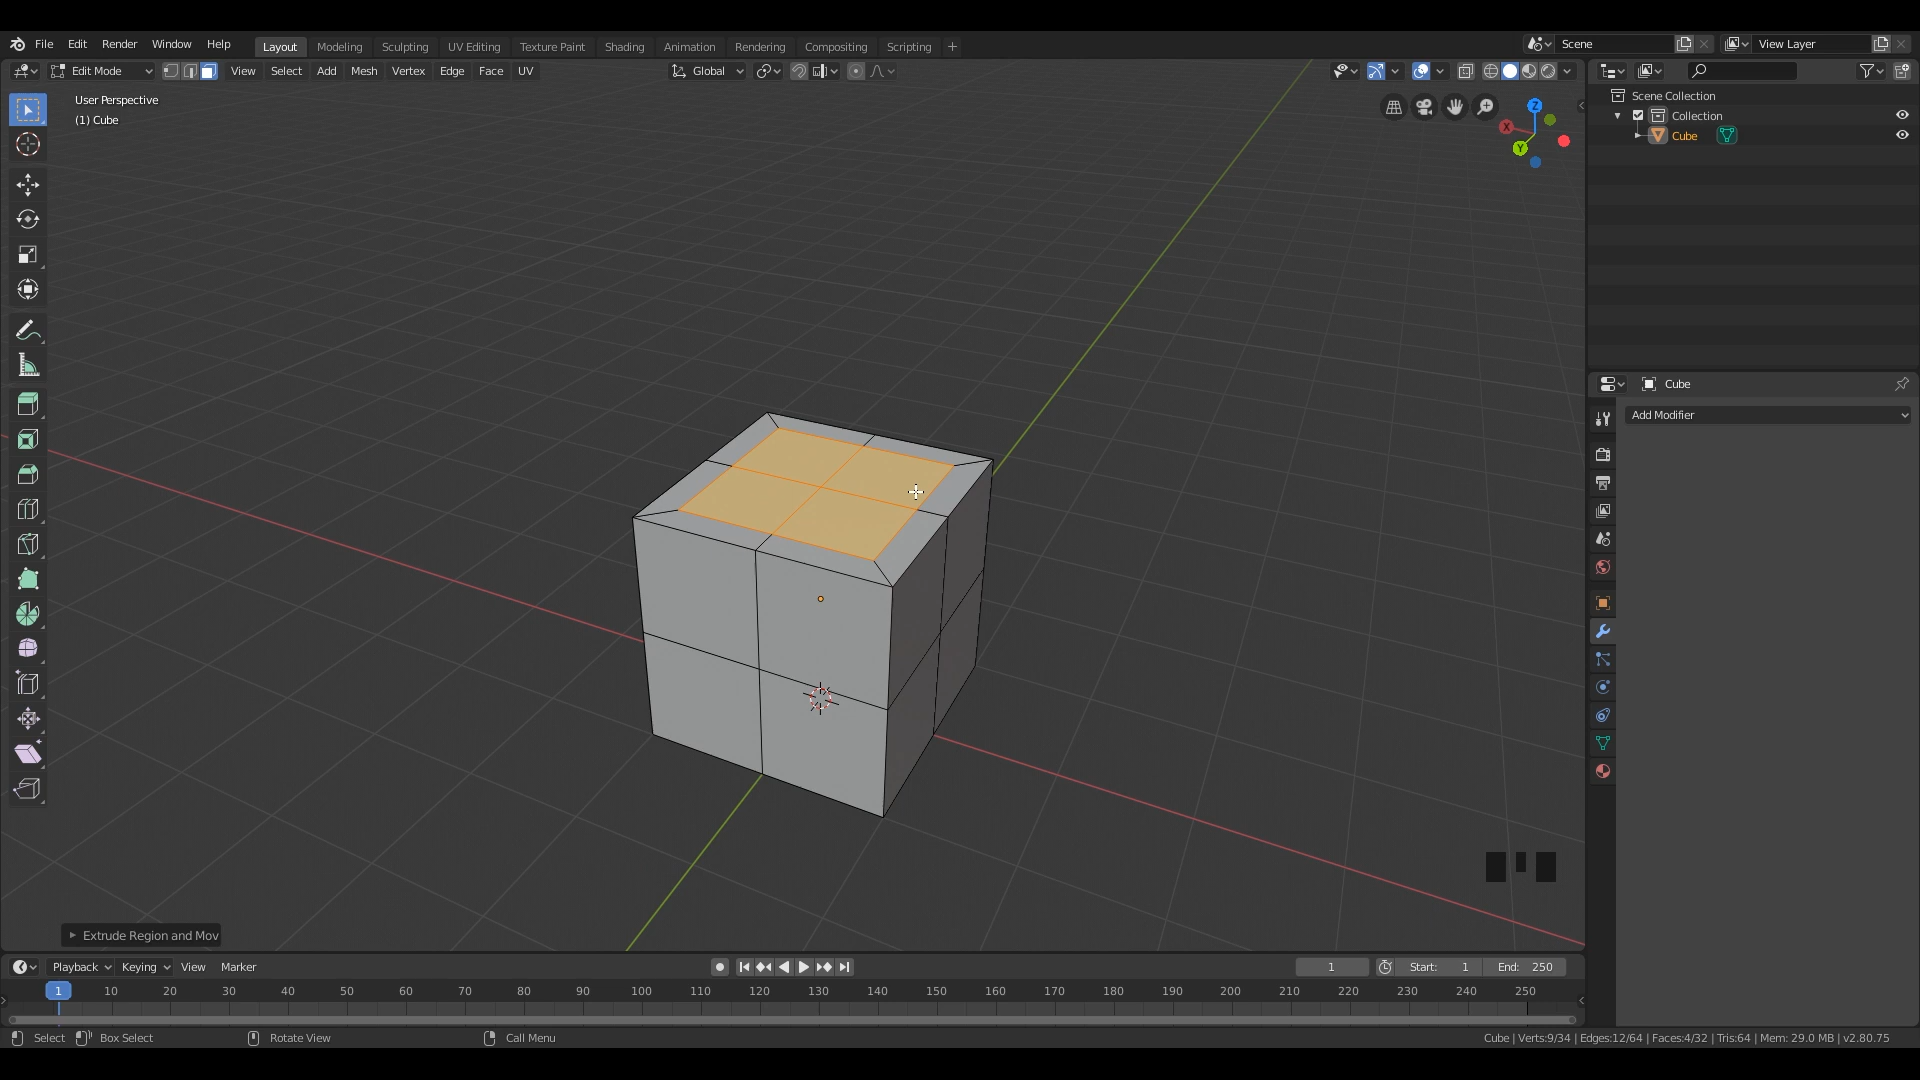 File Edit Render Window Help Layout Modeling Sculpting UV Editing Texture Paint Shading Animation Rendering Compositing Scripting + Scene View Layer
Edit Mode View Select Add Mesh Vertex Edge Face UV Global
User Perspective
(1) Cube
Z
X
Y
Scene Collection
Collection
Cube
Cube
Add Modifier
Extrude Region and Mov
Playback Keying View Marker 1 Start: 1 End: 250
1 10 20 30 40 50 60 70 80 90 100 110 120 130 140 150 160 170 180 190 200 210 220 230 240 250
Select Box Select Rotate View Call Menu Cube | Verts:9/34 | Edges:12/64 | Faces:4/32 | Tris:64 | Mem: 29.0 MB | v2.80.75